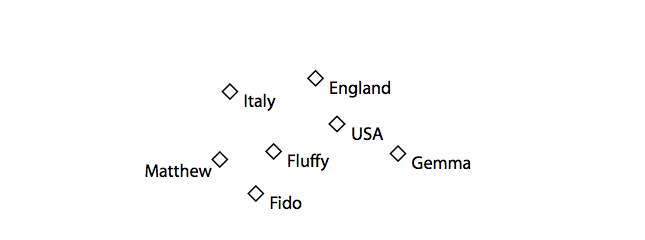 England
Italy
USA
Fluffy
Gemma
Matthew
Fido